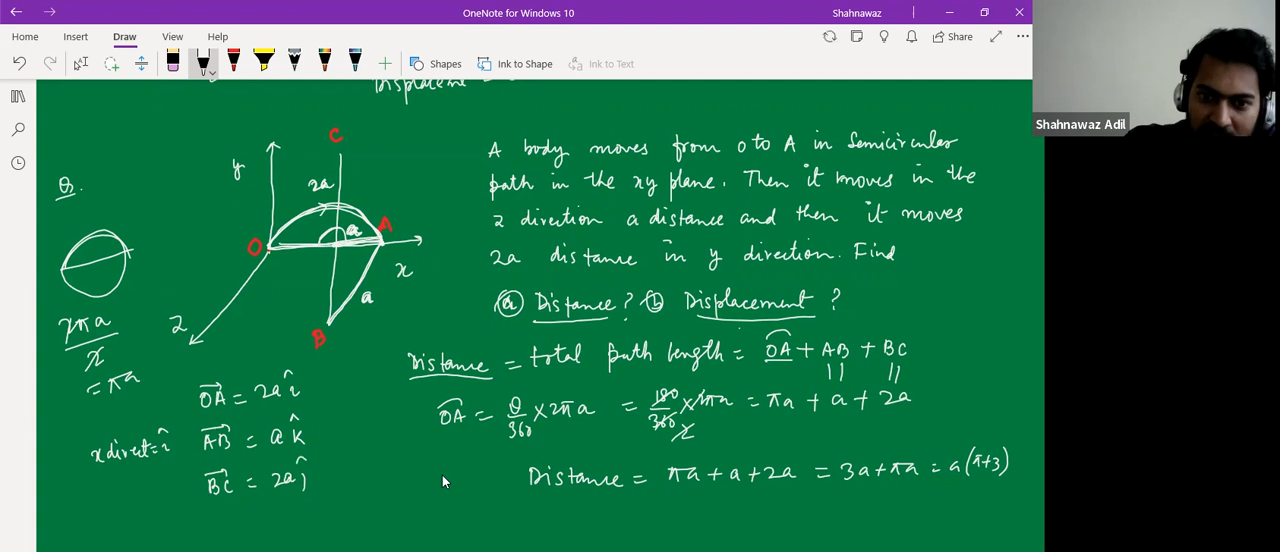 OneNote for Windows 10
Shahnawaz
Home Insert Draw View Help
Share
Shapes Ink to Shape Ink to Text
Displaceme
Shahnawaz Adil
C
y
2a
Q.
O
a
A
x
a
z
B
A body moves from O to A in Semicircular
path in the xy plane. Then it moves in the
z direction a distance and then it moves
2a distance in y direction. Find
(a) Distance? (b) Displacement?
2πa/2
= πa
Distance = total path length = OA + AB + BC
OA = θ/360 × 2πa = 180/360 × 2πa = πa + a + 2a
Distance = πa + a + 2a = 3a + πa = a(π+3)
OA = 2a î
x direct = î
AB = a k̂
BC = 2a ĵ